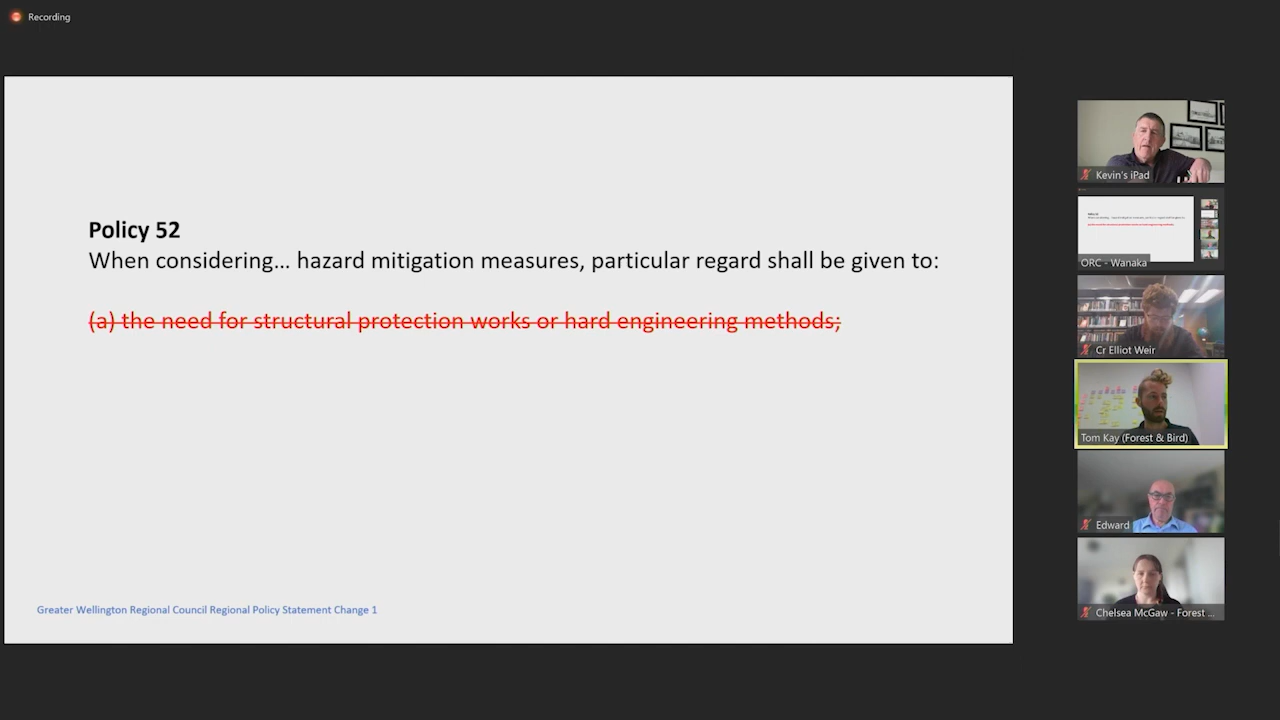 Recording
Policy 52
When considering... hazard mitigation measures, particular regard shall be given to:
(a) the need for structural protection works or hard engineering methods;
Greater Wellington Regional Council Regional Policy Statement Change 1
Kevin's iPad
ORC - Wanaka
Cr Elliot Weir
Tom Kay (Forest & Bird)
Edward
Chelsea McGaw - Forest ...